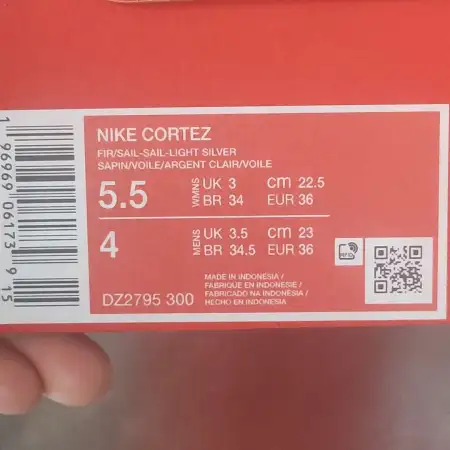 NIKE CORTEZ
FIR/SAIL-SAIL-LIGHT SILVER
SAPIN/VOILE/ARGENT CLAIR/VOILE
5.5 WMNS UK 3 cm 22.5
BR 34 EUR 36
4 MENS UK 3.5 cm 23
BR 34.5 EUR 36
MADE IN INDONESIA /
FABRIQUE EN INDONESIE /
FABRICADO NA INDONÉSIA /
HECHO EN INDONESIA
DZ2795 300
1 96969 06173 9 15